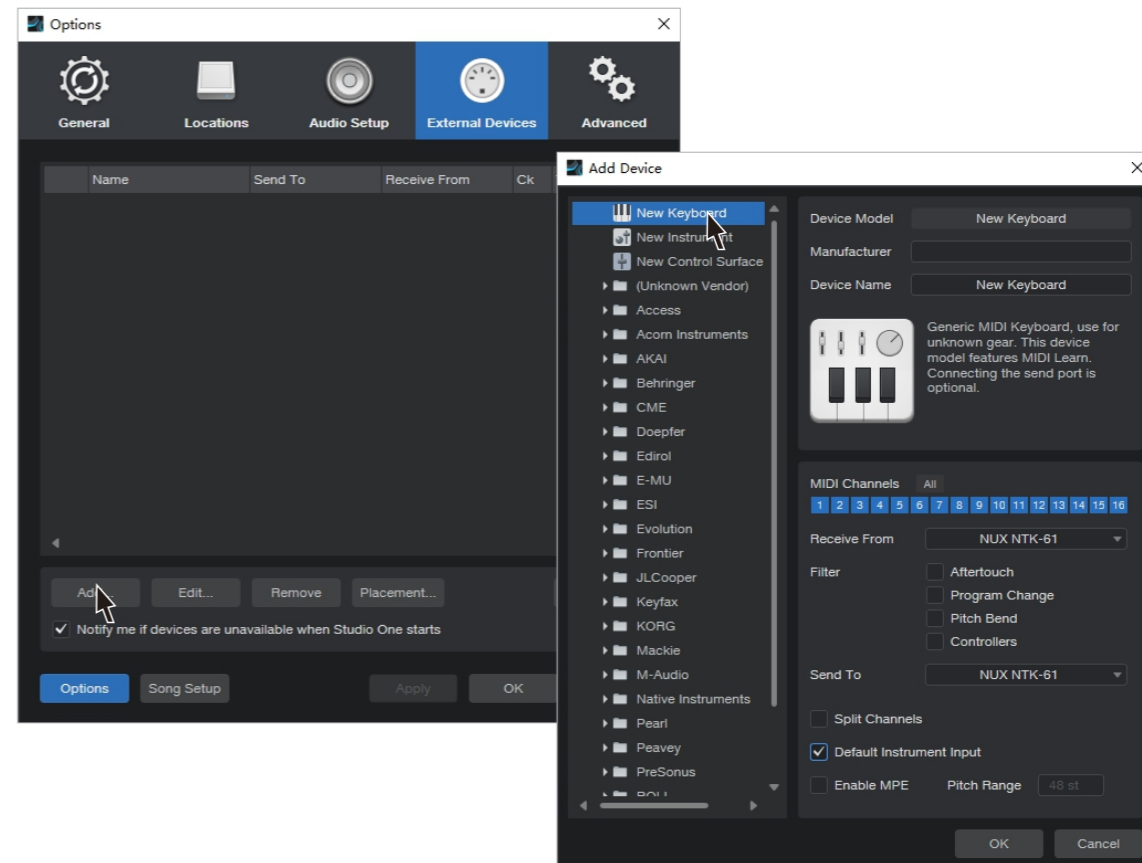 Options
General
Locations
Audio Setup
External Devices
Advanced
Name
Send To
Receive From
Ck
Edit...
Remove
Placement...
Notify me if devices are unavailable when Studio One starts
Options
Song Setup
Apply
OK
Add Device
New Keyboard
New Instrument
New Control Surface
(Unknown Vendor)
Access
Acorn Instruments
AKAI
Behringer
CME
Doepfer
Edirol
E-MU
ESI
Evolution
Frontier
JLCooper
Keyfax
KORG
Mackie
M-Audio
Native Instruments
Pearl
Peavey
PreSonus
Device Model New Keyboard
Manufacturer
Device Name New Keyboard
Generic MIDI Keyboard, use for
unknown gear. This device
model features MIDI Learn.
Connecting the send port is
optional.
MIDI Channels All
1 2 3 4 5 6 7 8 9 10 11 12 13 14 15 16
Receive From NUX NTK-61
Filter Aftertouch
Program Change
Pitch Bend
Controllers
Send To NUX NTK-61
Split Channels
Default Instrument Input
Enable MPE Pitch Range 48 st
OK Cancel